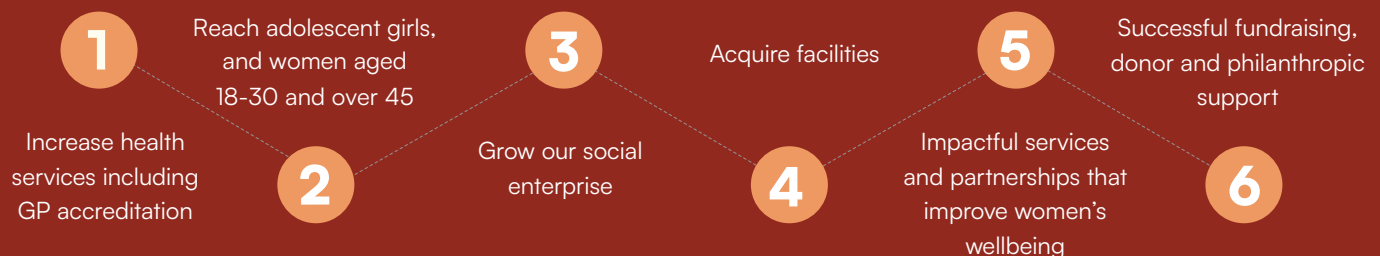 1
Increase health
services including
GP accreditation
Reach adolescent girls,
and women aged
18-30 and over 45
2
3
Grow our social
enterprise
Acquire facilities
4
5
Impactful services
and partnerships that
improve women’s
wellbeing
Successful fundraising,
donor and philanthropic
support
6